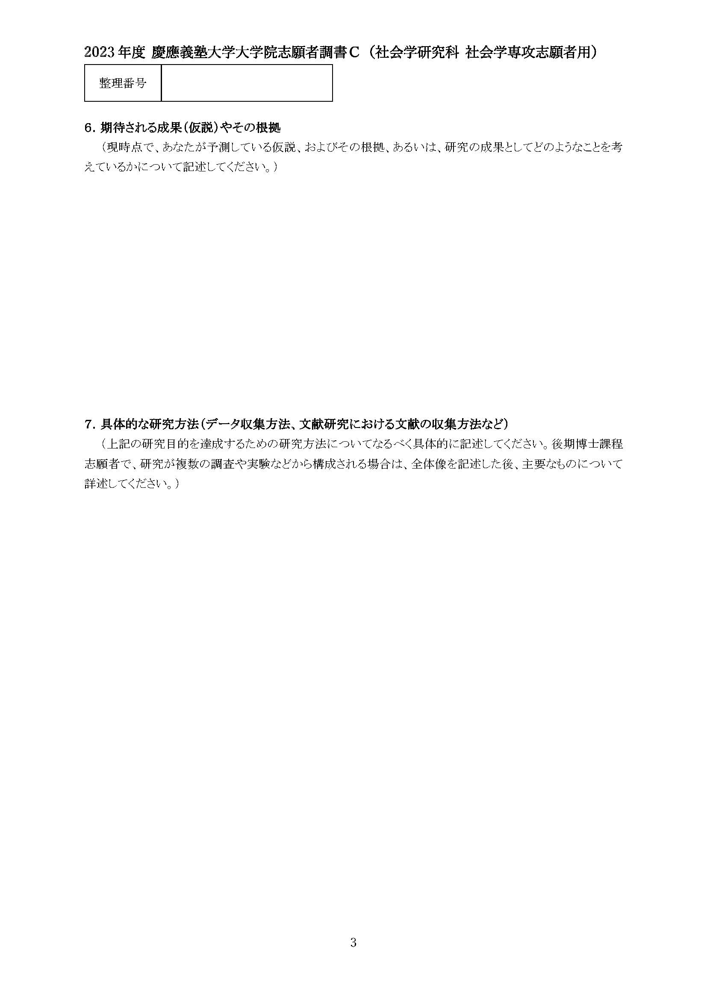 2023 年度 慶應義塾大学大学院志願者調書C (社会学研究科 社会学専攻志願者用)
整理番号
6. 期待される成果(仮説)やその根拠
(現時点で、あなたが予測している仮説、およびその根拠、あるいは、研究の成果としてどのようなことを考
えているかについて記述してください。)
7. 具体的な研究方法(データ収集方法、文献研究における文献の収集方法など)
(上記の研究目的を達成するための研究方法についてなるべく具体的に記述してください。後期博士課程
志願者で、研究が複数の調査や実験などから構成される場合は、全体像を記述した後、主要なものについて
詳述してください。)
3